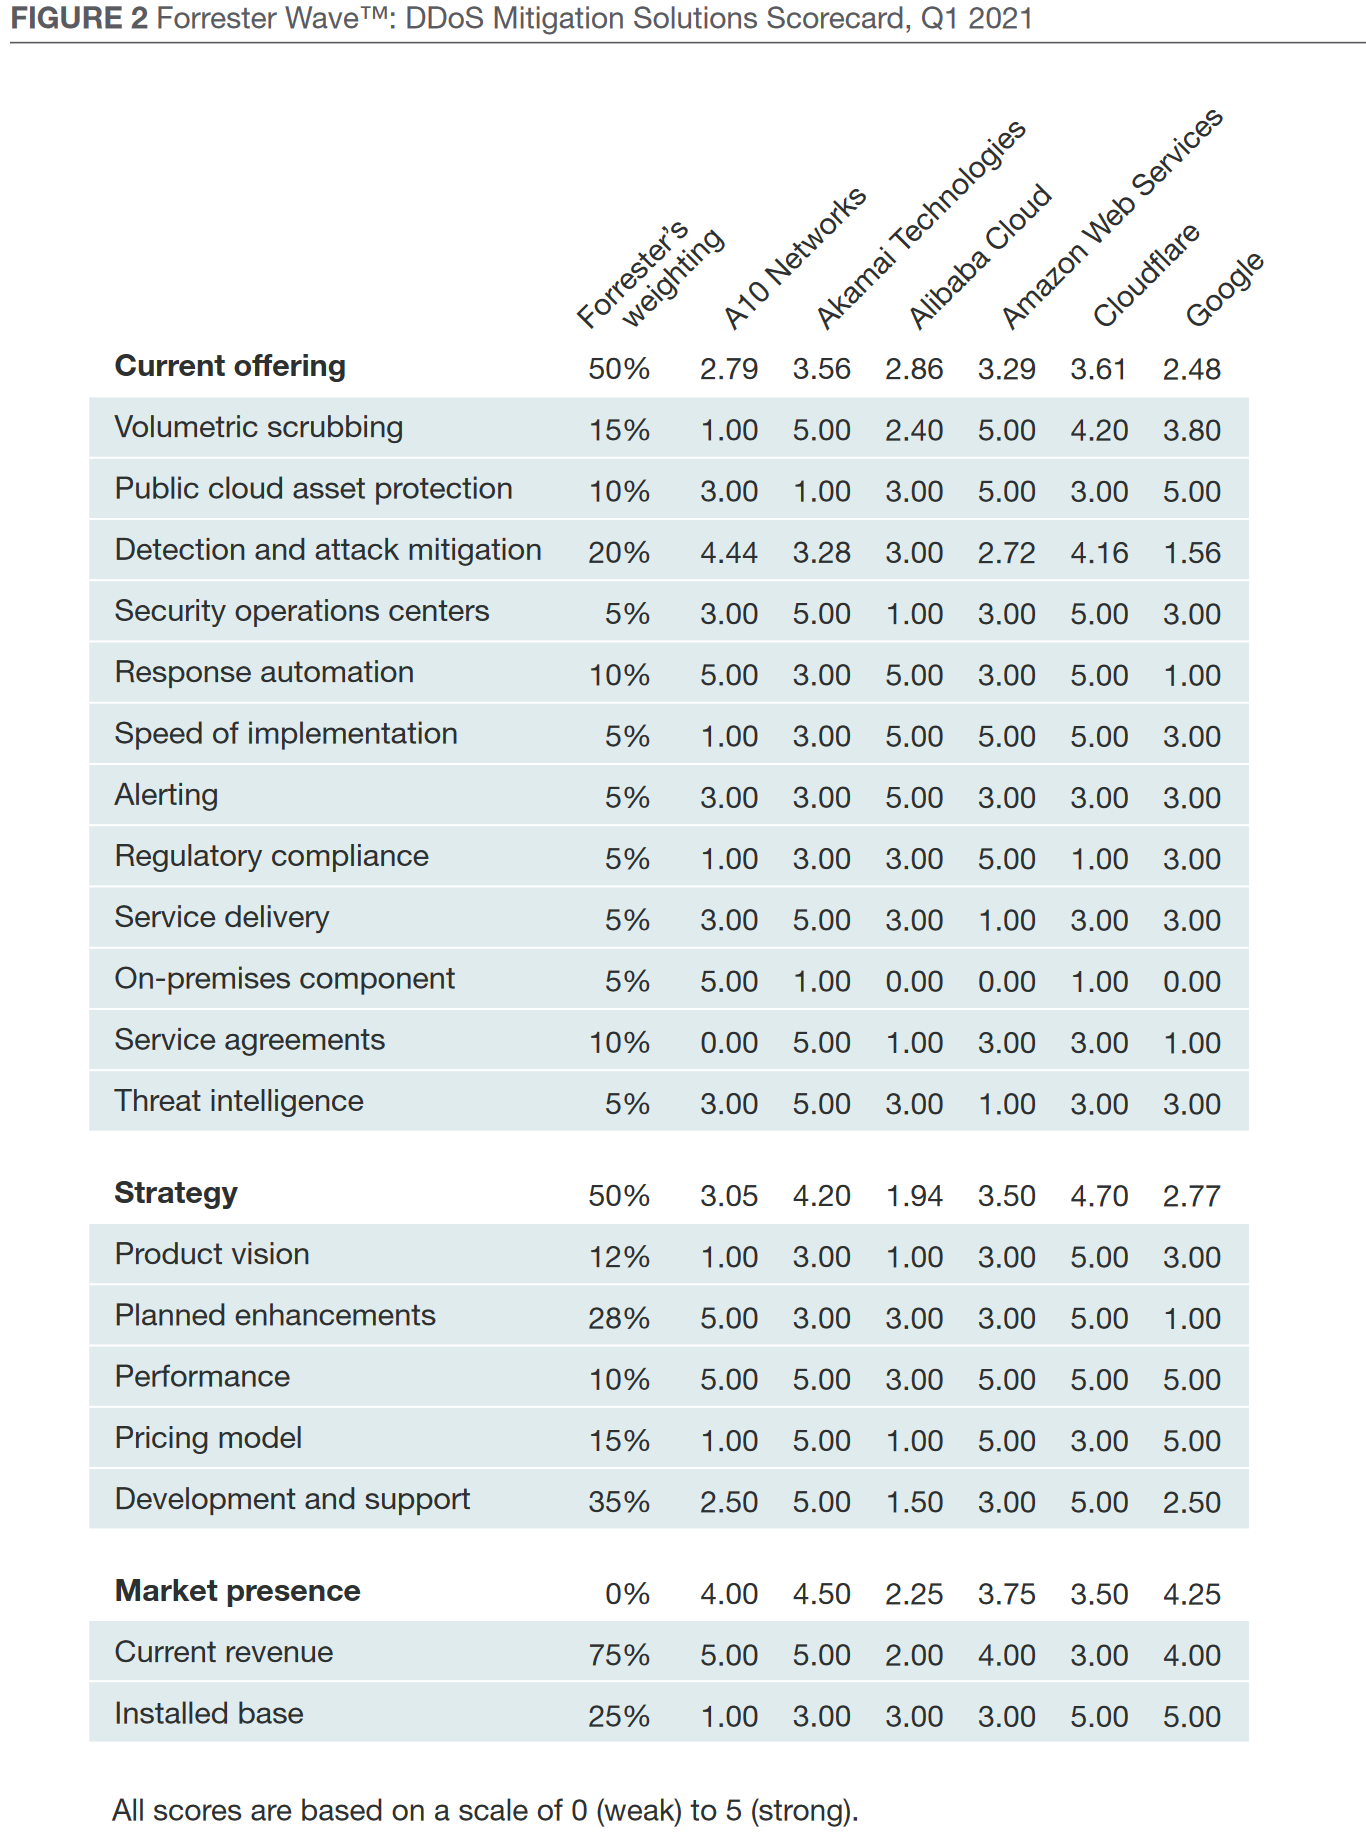 FIGURE 2 Forrester Wave™: DDoS Mitigation Solutions Scorecard, Q1 2021
Forrester's
weighting
A10 Networks
Akamai Technologies
Alibaba Cloud
Amazon Web Services
Cloudflare
Google
Current offering 50% 2.79 3.56 2.86 3.29 3.61 2.48
Volumetric scrubbing 15% 1.00 5.00 2.40 5.00 4.20 3.80
Public cloud asset protection 10% 3.00 1.00 3.00 5.00 3.00 5.00
Detection and attack mitigation 20% 4.44 3.28 3.00 2.72 4.16 1.56
Security operations centers 5% 3.00 5.00 1.00 3.00 5.00 3.00
Response automation 10% 5.00 3.00 5.00 3.00 5.00 1.00
Speed of implementation 5% 1.00 3.00 5.00 5.00 5.00 3.00
Alerting 5% 3.00 3.00 5.00 3.00 3.00 3.00
Regulatory compliance 5% 1.00 3.00 3.00 5.00 1.00 3.00
Service delivery 5% 3.00 5.00 3.00 1.00 3.00 3.00
On-premises component 5% 5.00 1.00 0.00 0.00 1.00 0.00
Service agreements 10% 0.00 5.00 1.00 3.00 3.00 1.00
Threat intelligence 5% 3.00 5.00 3.00 1.00 3.00 3.00
Strategy 50% 3.05 4.20 1.94 3.50 4.70 2.77
Product vision 12% 1.00 3.00 1.00 3.00 5.00 3.00
Planned enhancements 28% 5.00 3.00 3.00 3.00 5.00 1.00
Performance 10% 5.00 5.00 3.00 5.00 5.00 5.00
Pricing model 15% 1.00 5.00 1.00 5.00 3.00 5.00
Development and support 35% 2.50 5.00 1.50 3.00 5.00 2.50
Market presence 0% 4.00 4.50 2.25 3.75 3.50 4.25
Current revenue 75% 5.00 5.00 2.00 4.00 3.00 4.00
Installed base 25% 1.00 3.00 3.00 3.00 5.00 5.00
All scores are based on a scale of 0 (weak) to 5 (strong).